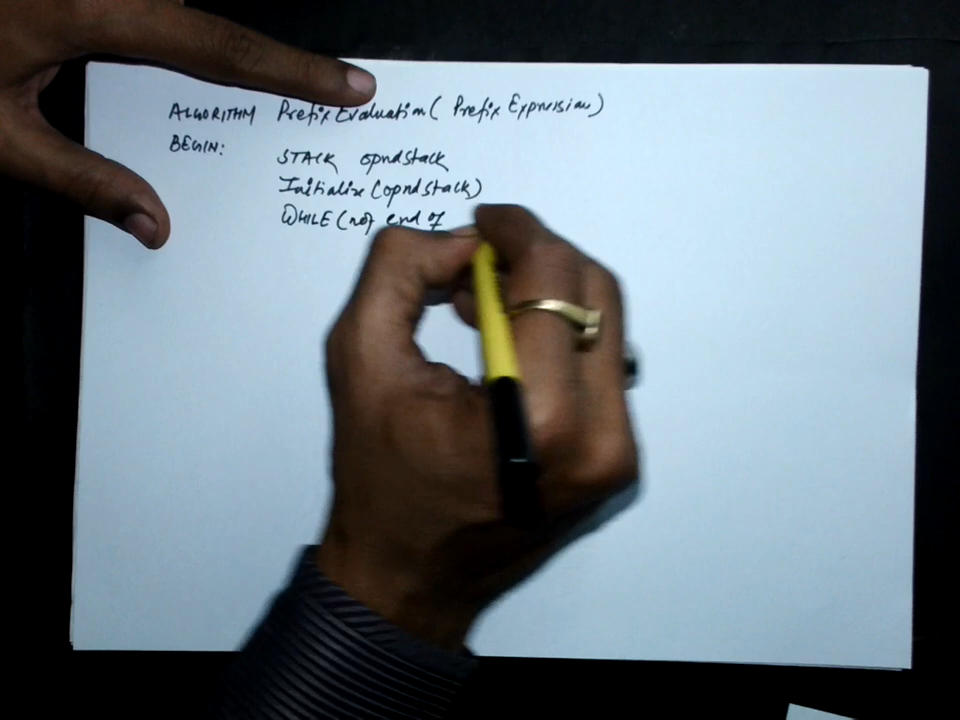 ALGORITHM Prefix Evaluation ( Prefix Expression)
BEGIN:
STACK opndstack
Initialize (opndstack)
WHILE (not end of